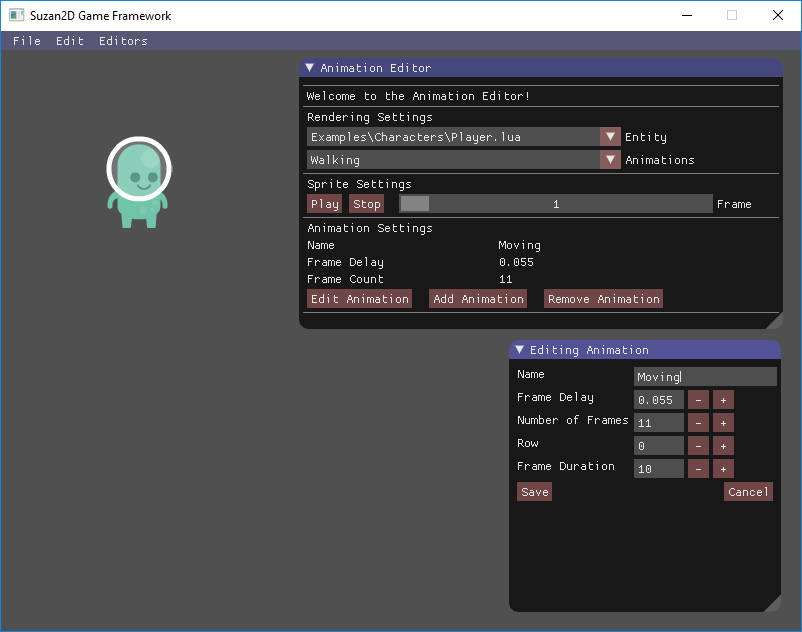 Suzan2D Game Framework
File Edit Editors
Animation Editor
Welcome to the Animation Editor!
Rendering Settings
Examples\Characters\Player.lua Entity
Walking Animations
Sprite Settings
Play Stop 1 Frame
Animation Settings
Name Moving
Frame Delay 0.055
Frame Count 11
Edit Animation Add Animation Remove Animation
Editing Animation
Name Moving
Frame Delay 0.055 - +
Number of Frames 11 - +
Row 0 - +
Frame Duration 10 - +
Save Cancel